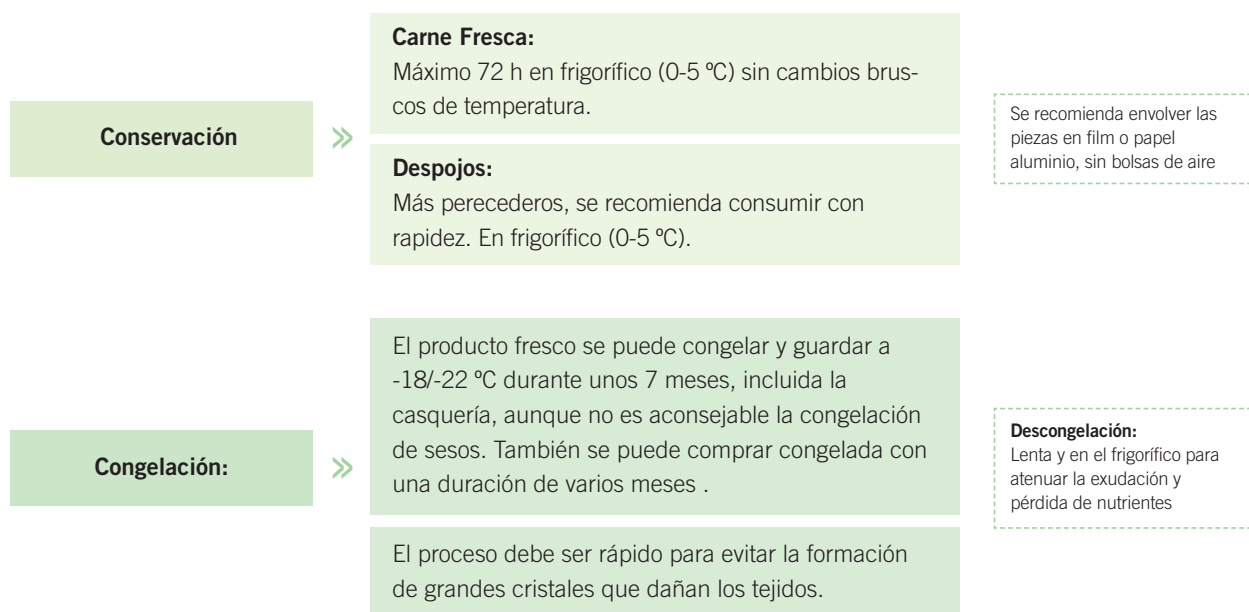 Conservación
»
Carne Fresca:
Máximo 72 h en frigorífico (0-5 ºC) sin cambios brus-
cos de temperatura.
Despojos:
Más perecederos, se recomienda consumir con
rapidez. En frigorífico (0-5 ºC).
Se recomienda envolver las
piezas en film o papel
aluminio, sin bolsas de aire
Congelación:
»
El producto fresco se puede congelar y guardar a
-18/-22 ºC durante unos 7 meses, incluida la
casquería, aunque no es aconsejable la congelación
de sesos. También se puede comprar congelada con
una duración de varios meses .
El proceso debe ser rápido para evitar la formación
de grandes cristales que dañan los tejidos.
Descongelación:
Lenta y en el frigorífico para
atenuar la exudación y
pérdida de nutrientes